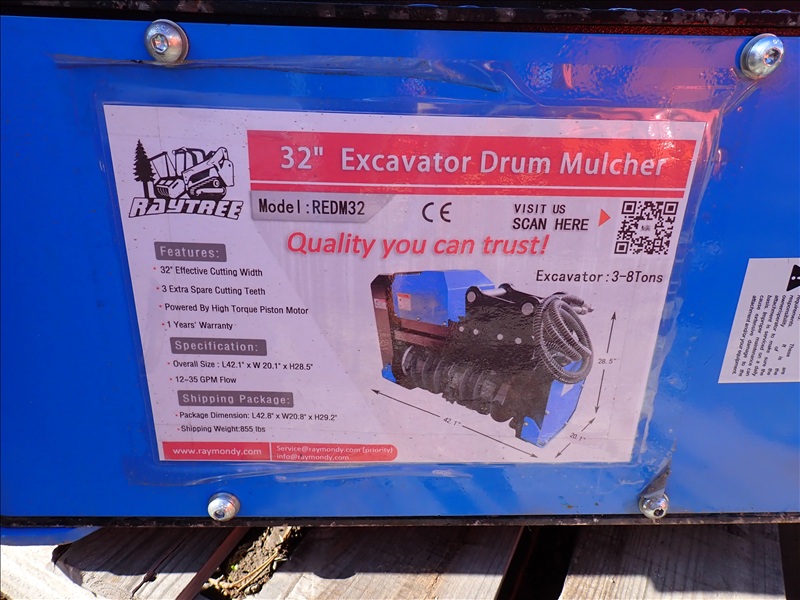 32" Excavator Drum Mulcher
RAYTREE
Model:REDM32
CE
VISIT US
SCAN HERE
Quality you can trust!
Excavator:3-8Tons
Features:
• 32" Effective Cutting Width
• 3 Extra Spare Cutting Teeth
• Powered By High Torque Piston Motor
• 1 Years' Warranty
Specification:
• Overall Size : L42.1" x W 20.1" x H28.5"
• 12-35 GPM Flow
Shipping Package:
• Package Dimension: L42.8" x W20.8" x H29.2"
• Shipping Weight:855 lbs
28.5"
42.1"
20.1"
www.raymondy.com
Service@raymondy.com (priority)
info@raymondy.com